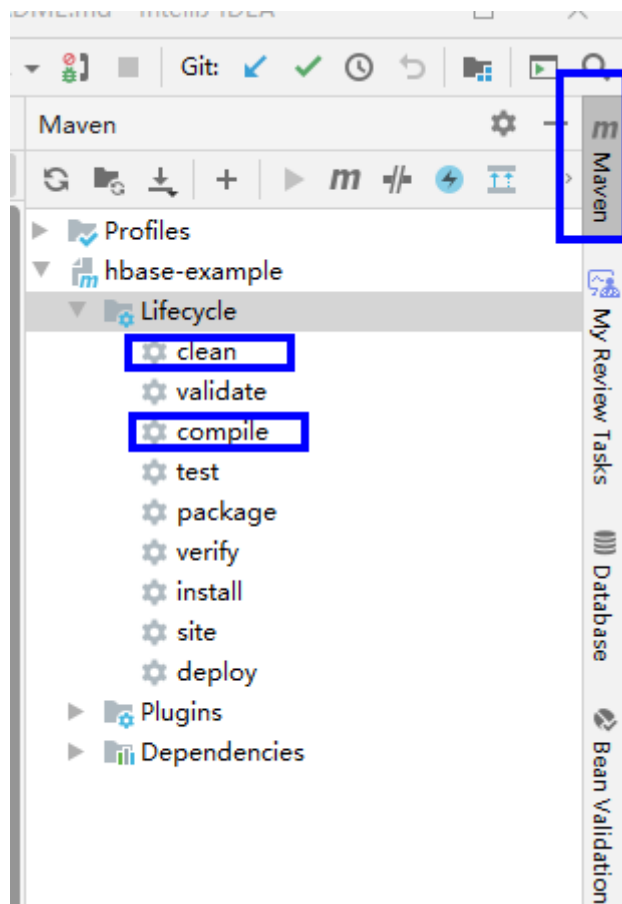 Git:
Maven
Profiles
hbase-example
Lifecycle
clean
validate
compile
test
package
verify
install
site
deploy
Plugins
Dependencies
Maven
My Review Tasks
Database
Bean Validation